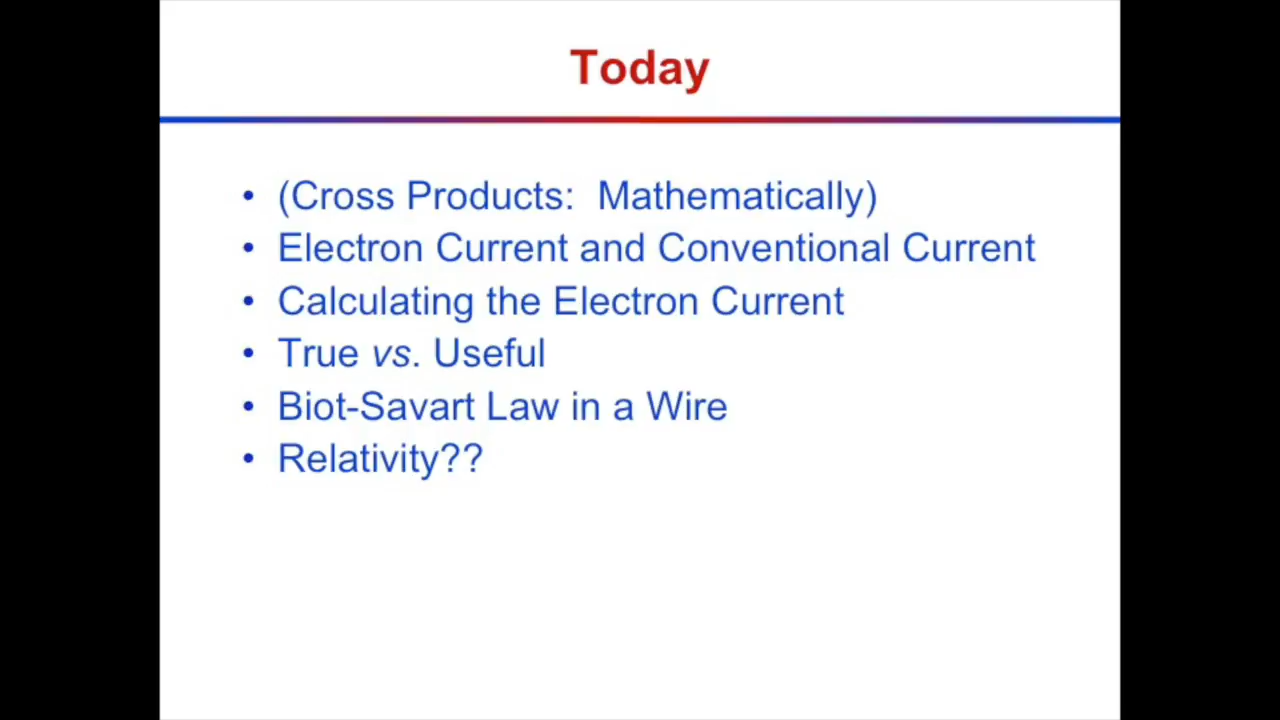 Today
• (Cross Products:  Mathematically)
• Electron Current and Conventional Current
• Calculating the Electron Current
• True vs. Useful
• Biot-Savart Law in a Wire
• Relativity??